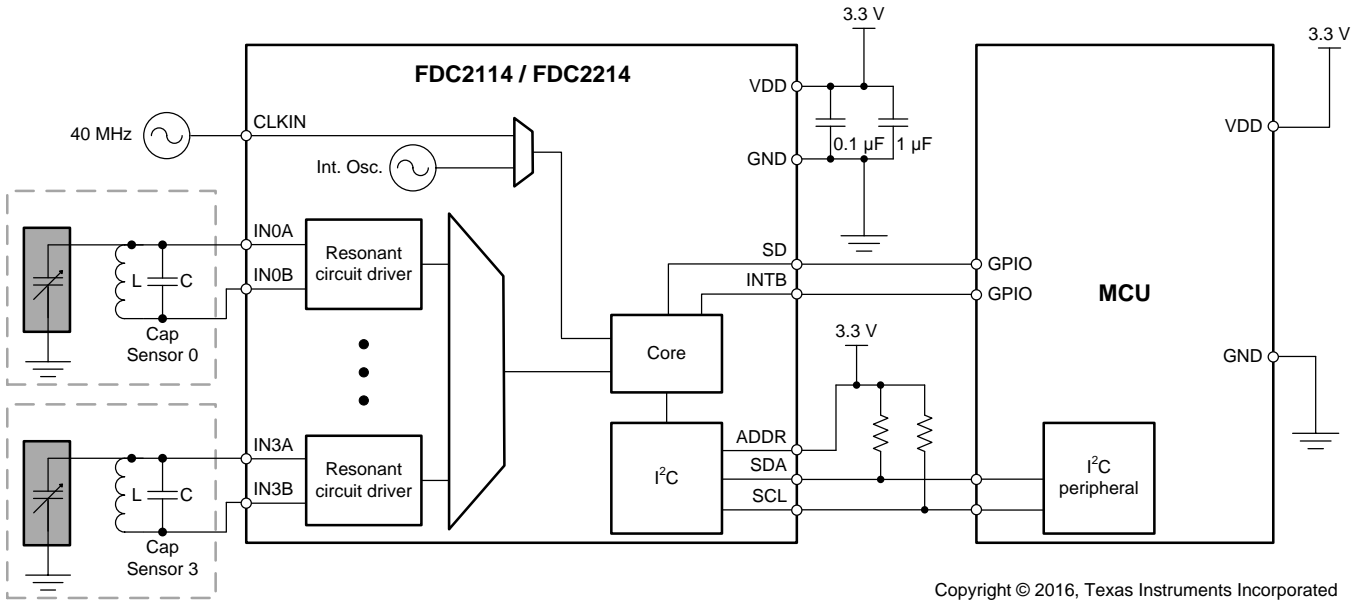 3.3 V
3.3 V
FDC2114 / FDC2214
VDD
40 MHz
CLKIN
VDD
0.1 µF
1 µF
GND
Int. Osc.
IN0A
Resonant
circuit driver
SD
GPIO
L
C
IN0B
INTB
GPIO
MCU
Cap
Sensor 0
3.3 V
Core
GND
IN3A
Resonant
circuit driver
ADDR
SDA
I²C
I²C
peripheral
L
C
IN3B
SCL
Cap
Sensor 3
Copyright © 2016, Texas Instruments Incorporated